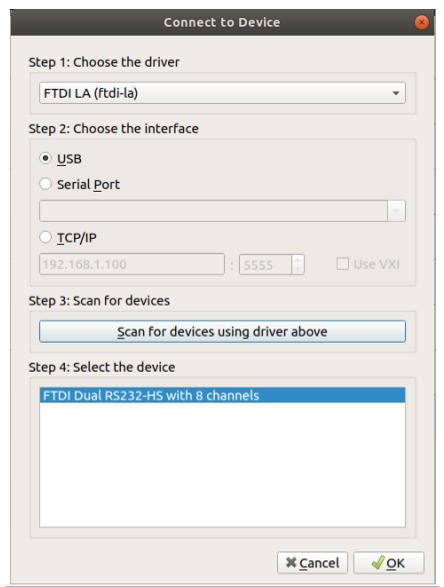 Connect to Device
Step 1: Choose the driver
FTDI LA (ftdi-la)
Step 2: Choose the interface
USB
Serial Port
TCP/IP
192.168.1.100 : 5555 Use VXI
Step 3: Scan for devices
Scan for devices using driver above
Step 4: Select the device
FTDI Dual RS232-HS with 8 channels
Cancel OK